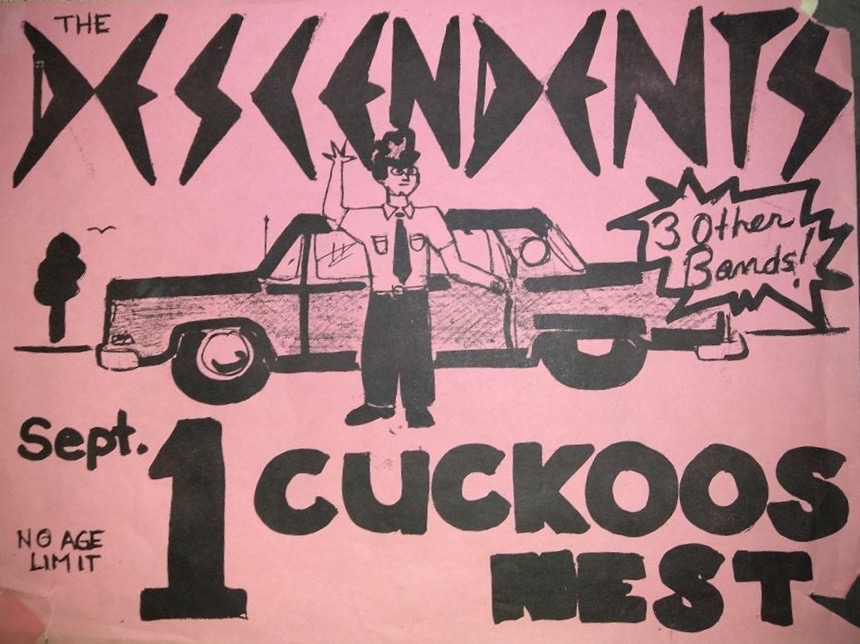 THE
DESCENDENTS
3 Other
Bands!
Sept.
1
CUCKOOS
NEST
NO AGE
LIMIT